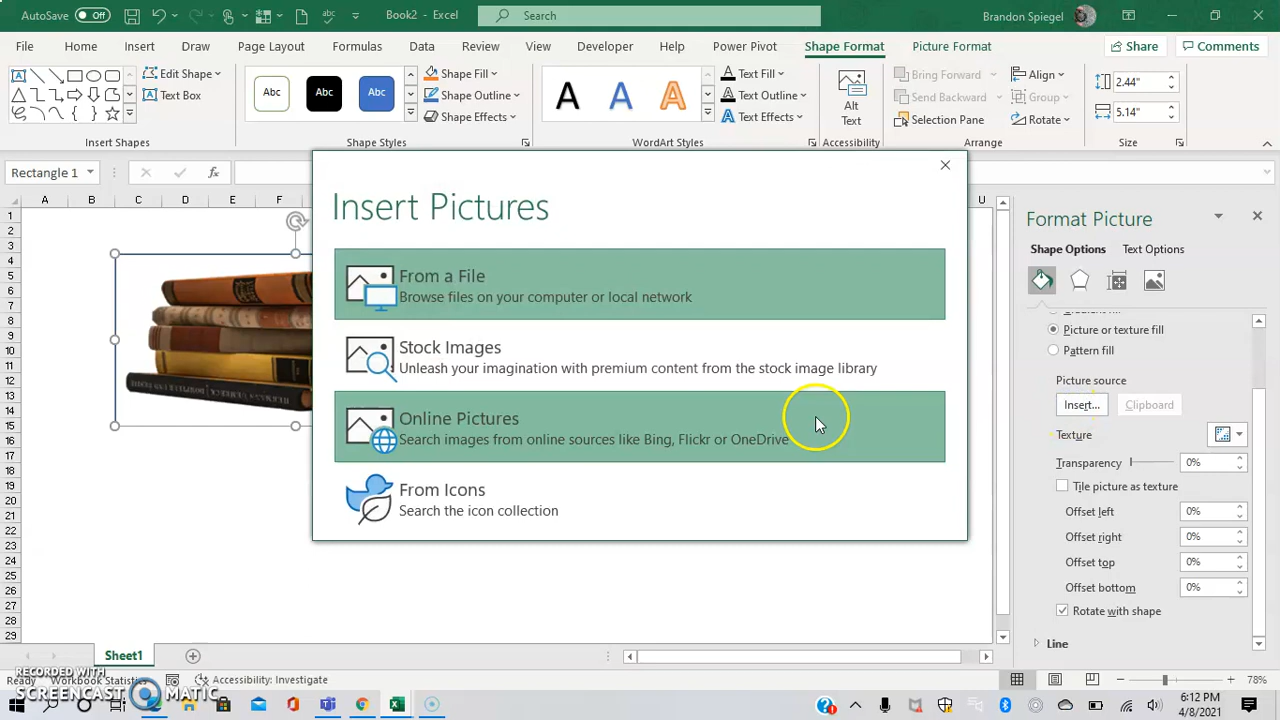 AutoSave Off Book2 - Excel Search Brandon Spiegel
File Home Insert Draw Page Layout Formulas Data Review View Developer Help Power Pivot Shape Format Picture Format Share Comments
Edit Shape
Text Box
Insert Shapes
Abc Abc Abc
Shape Fill
Shape Outline
Shape Effects
Shape Styles
A A A
Text Fill
Text Outline
Text Effects
WordArt Styles
Alt
Text
Accessibility
Bring Forward
Send Backward
Selection Pane
Align
Group
Rotate
Arrange
2.44"
5.14"
Size
Rectangle 1 fx
A B C D E F U
1
2
3
4
5
6
7
8
9
10
11
12
13
14
15
16
17
18
19
20
21
22
23
24
25
26
27
28
29
Insert Pictures
From a File
Browse files on your computer or local network
Stock Images
Unleash your imagination with premium content from the stock image library
Online Pictures
Search images from online sources like Bing, Flickr or OneDrive
From Icons
Search the icon collection
Format Picture
Shape Options Text Options
Gradient fill
Picture or texture fill
Pattern fill
Picture source
Insert... Clipboard
Texture
Transparency 0%
Tile picture as texture
Offset left 0%
Offset right 0%
Offset top 0%
Offset bottom 0%
Rotate with shape
Line
Sheet1
Ready Workbook Statistics Accessibility: Investigate 78%
RECORDED WITH
SCREENCAST MATIC
6:12 PM
4/8/2021